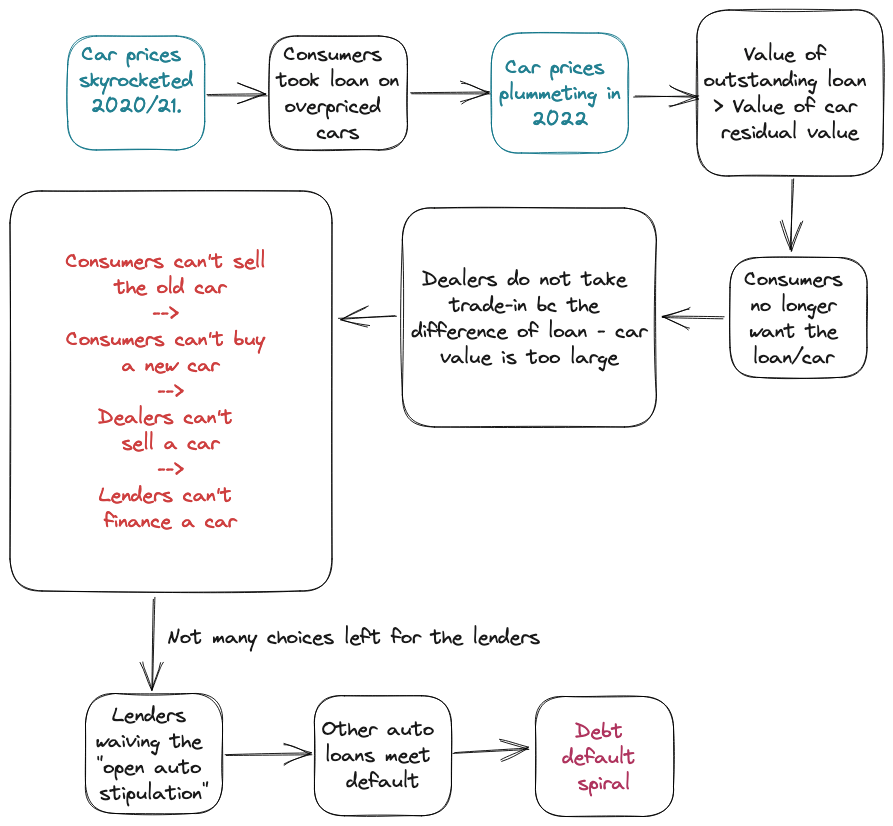 Car prices
skyrocketed
2020/21.
Consumers
took loan on
overpriced
cars
Car prices
plummeting in
2022
Value of
outstanding loan
> Value of car
residual value
Consumers
no longer
want the
loan/car
Dealers do not take
trade-in bc the
difference of loan - car
value is too large
Consumers can't sell
the old car
-->
Consumers can't buy
a new car
-->
Dealers can't
sell a car
-->
Lenders can't
finance a car
Not many choices left for the lenders
Lenders
waiving the
"open auto
stipulation"
Other auto
loans meet
default
Debt
default
spiral